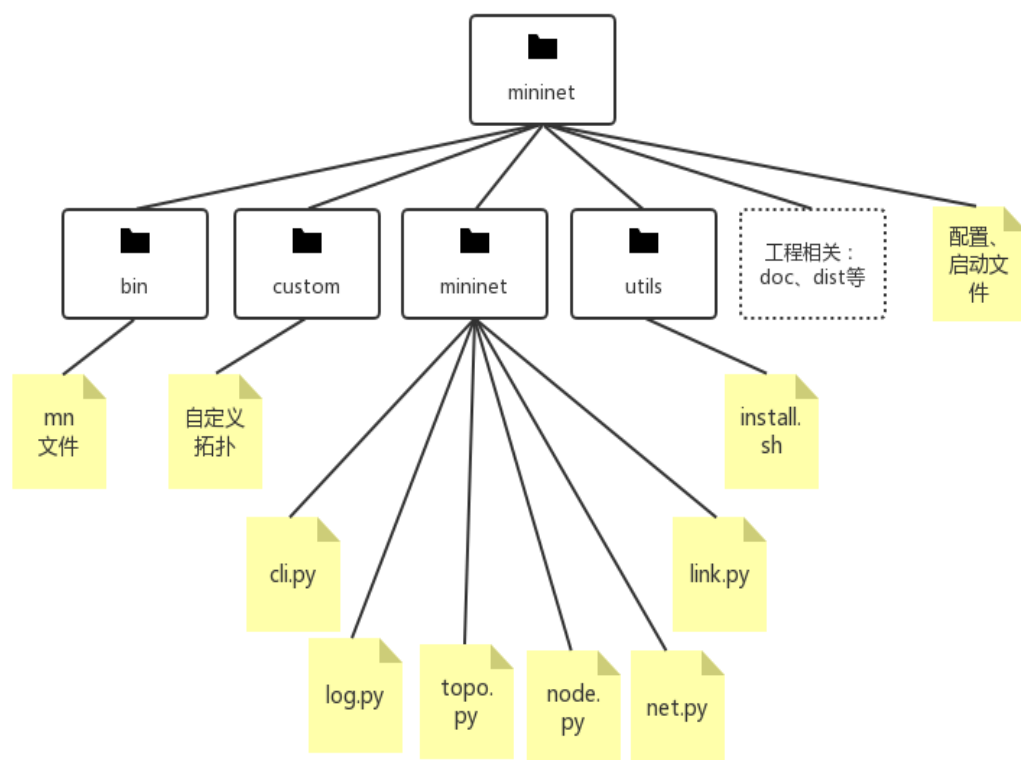 mininet
bin
custom
mininet
utils
工程相关：
doc、dist等
配置、
启动文
件
mn
文件
自定义
拓扑
install.
sh
cli.py
link.py
log.py
topo.
py
node.
py
net.py